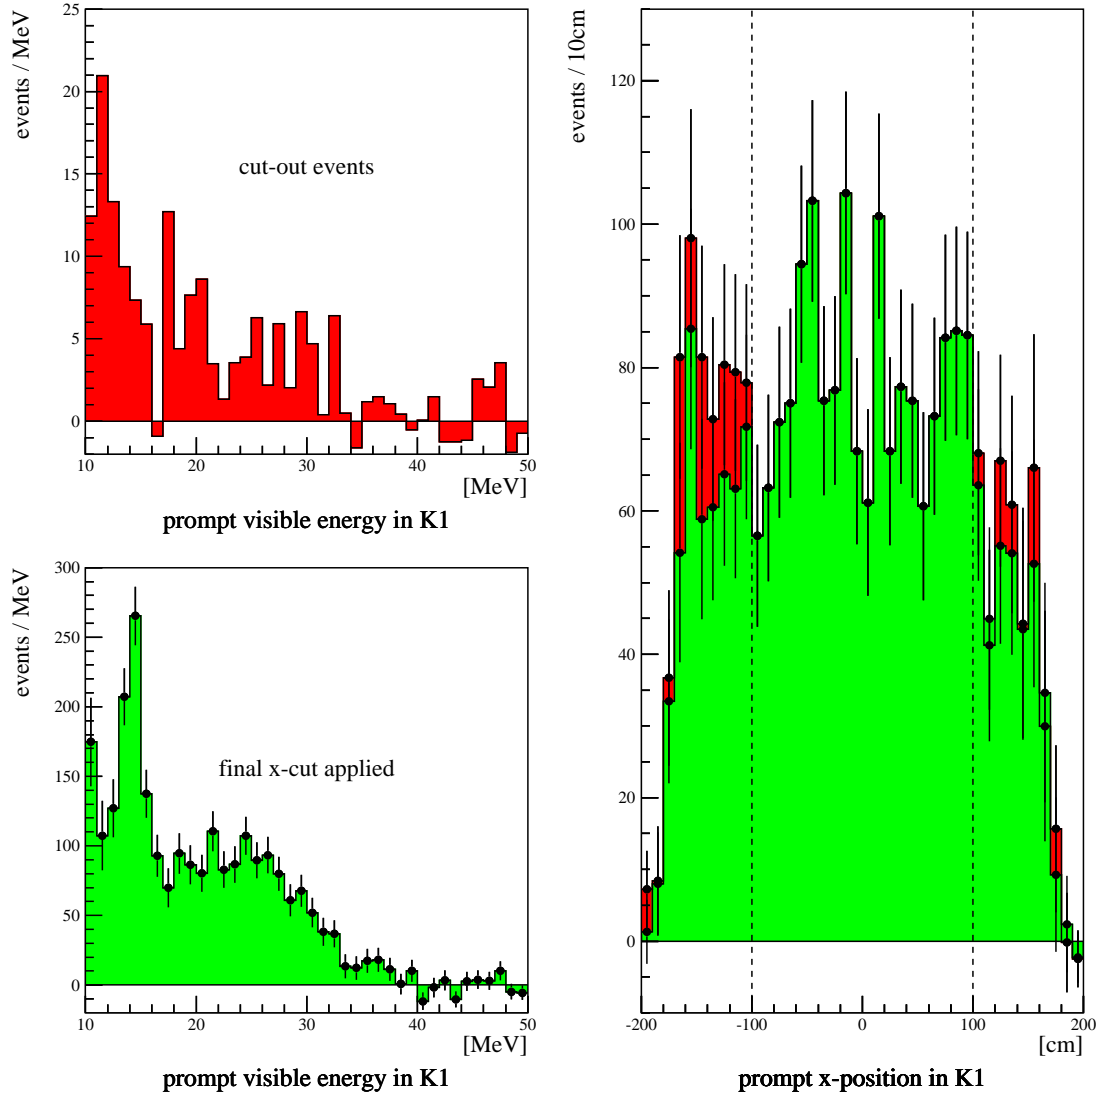 events / MeV
25
20
15
10
5
0
cut-out events
10 20 30 40 50
[MeV]
prompt visible energy in K1
events / MeV
300
250
200
150
100
50
0
final x-cut applied
10 20 30 40 50
[MeV]
prompt visible energy in K1
events / 10cm
120
100
80
60
40
20
0
-200 -100 0 100 200
[cm]
prompt x-position in K1